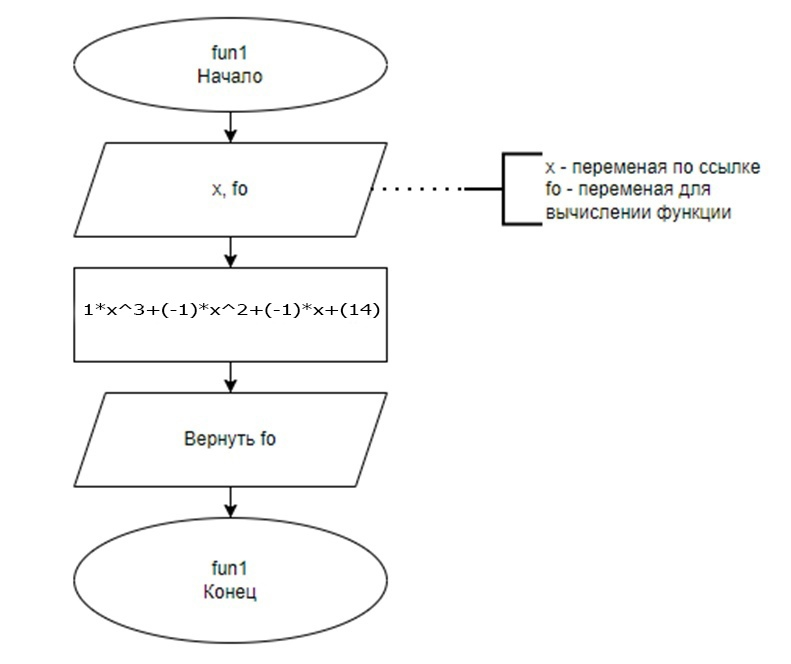 fun1
Начало
x, fo
x - переменая по ссылке
fo - переменая для
вычислении функции
1*x^3+(-1)*x^2+(-1)*x+(14)
Вернуть fo
fun1
Конец